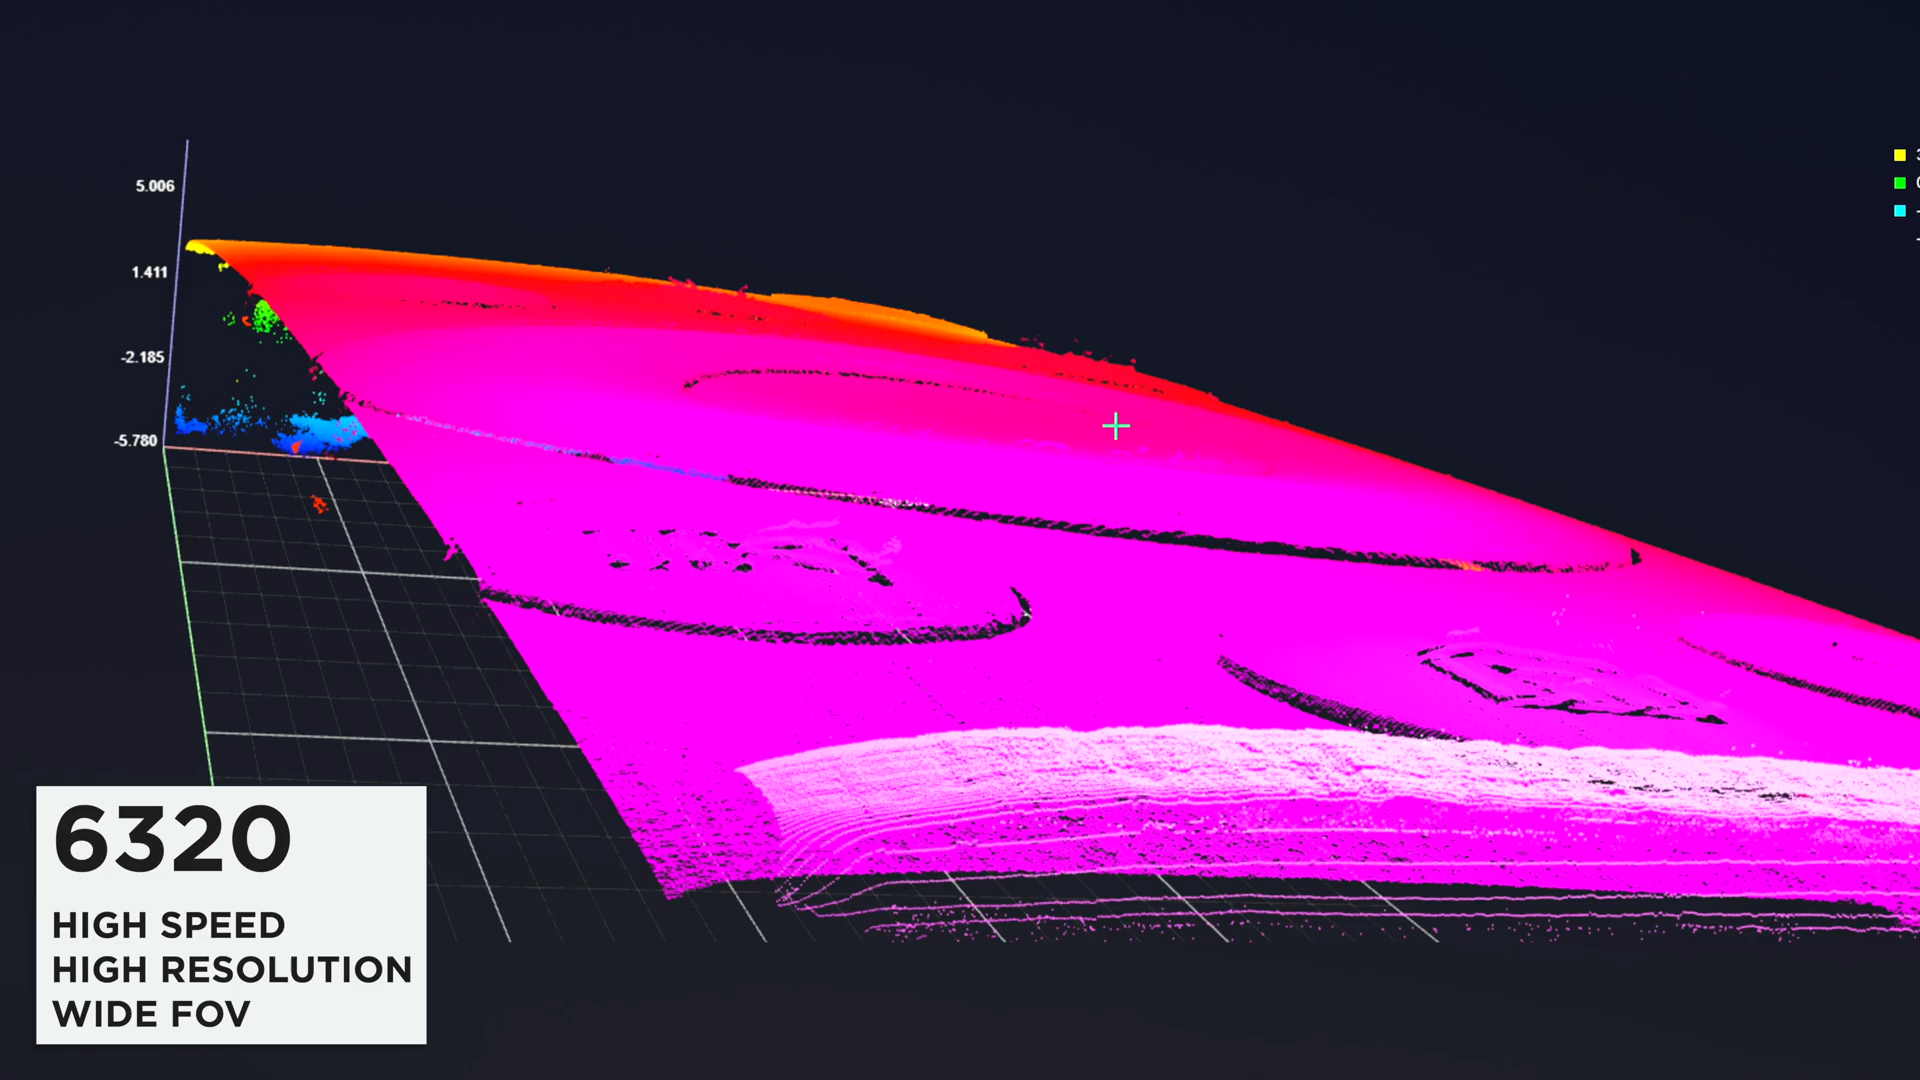 5.006
1.411
-2.185
-5.780
6320
HIGH SPEED
HIGH RESOLUTION
WIDE FOV